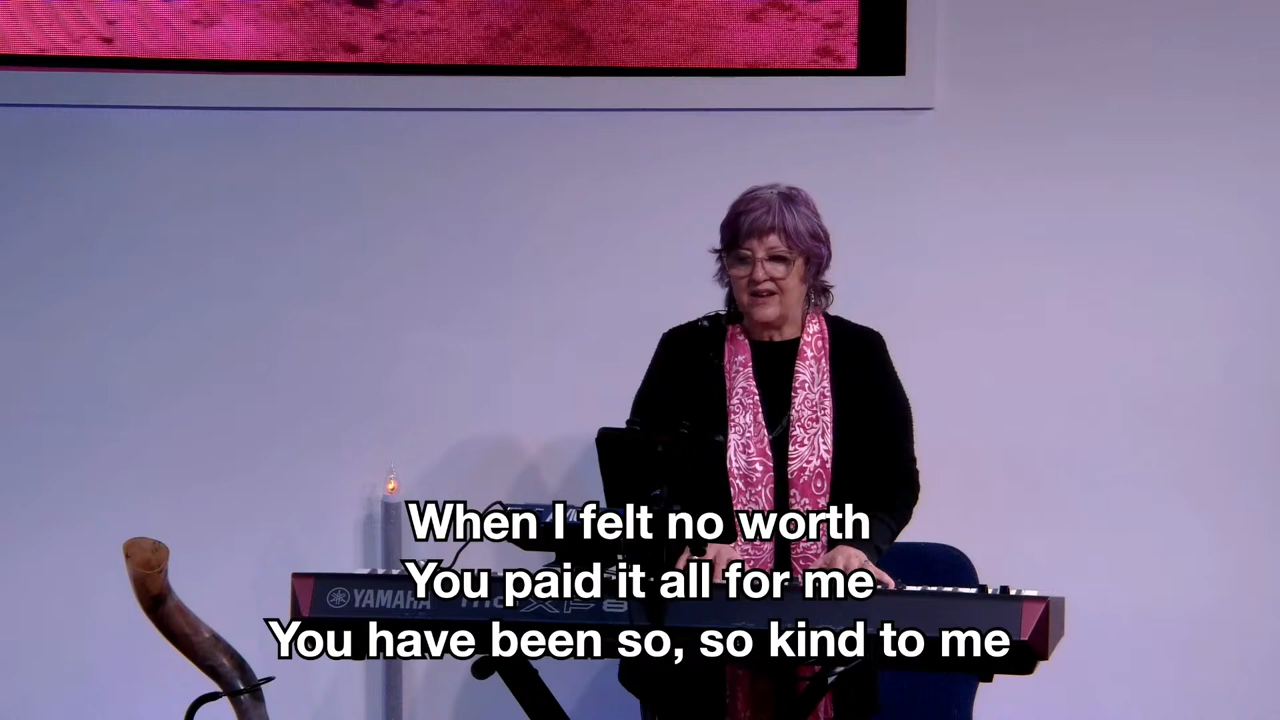 When I felt no worth
You paid it all for me
You have been so, so kind to me
YAMAHA
XF8